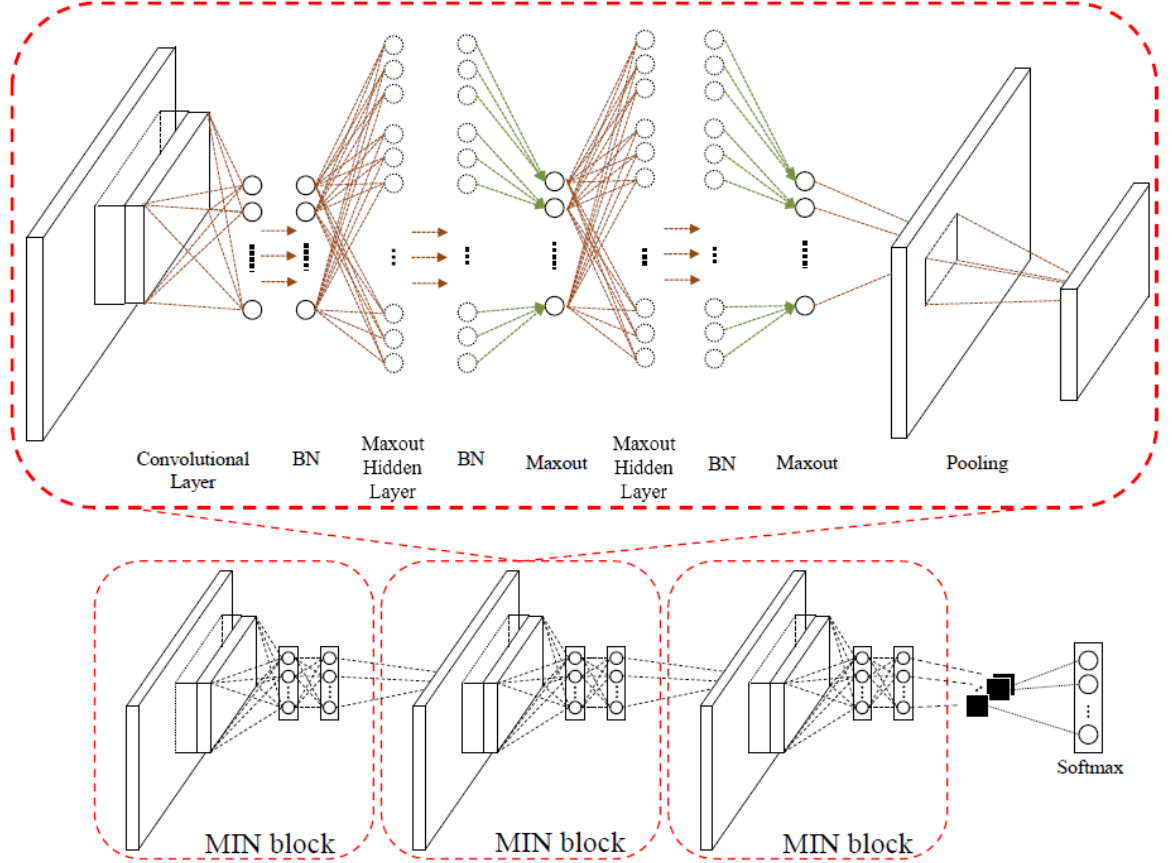 Convolutional
Layer
BN
Maxout
Hidden
Layer
BN
Maxout
Maxout
Hidden
Layer
BN
Maxout
Pooling
MIN block
MIN block
MIN block
Softmax